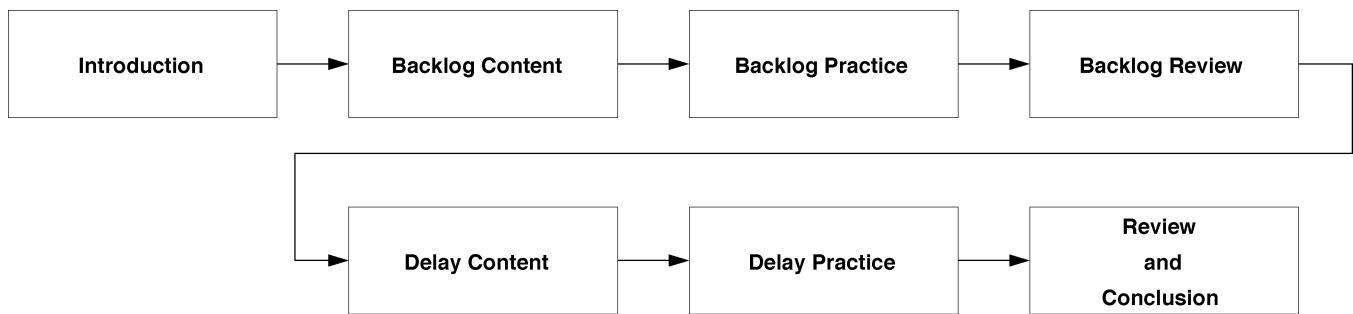 Introduction
Backlog Content
Backlog Practice
Backlog Review
Delay Content
Delay Practice
Review
and
Conclusion